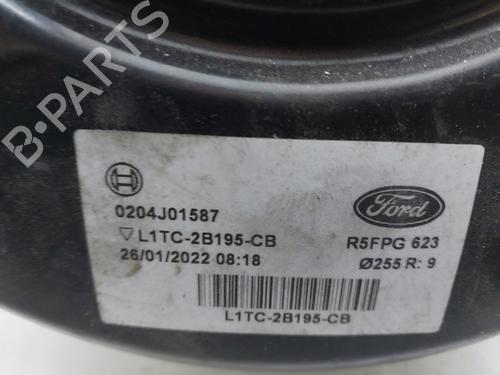 B-PARTS
0204J01587
Ford
▽L1TC-2B195-CB
R5FPG 623
26/01/2022 08:18
Ø255 R: 9
L1TC-2B195-CB